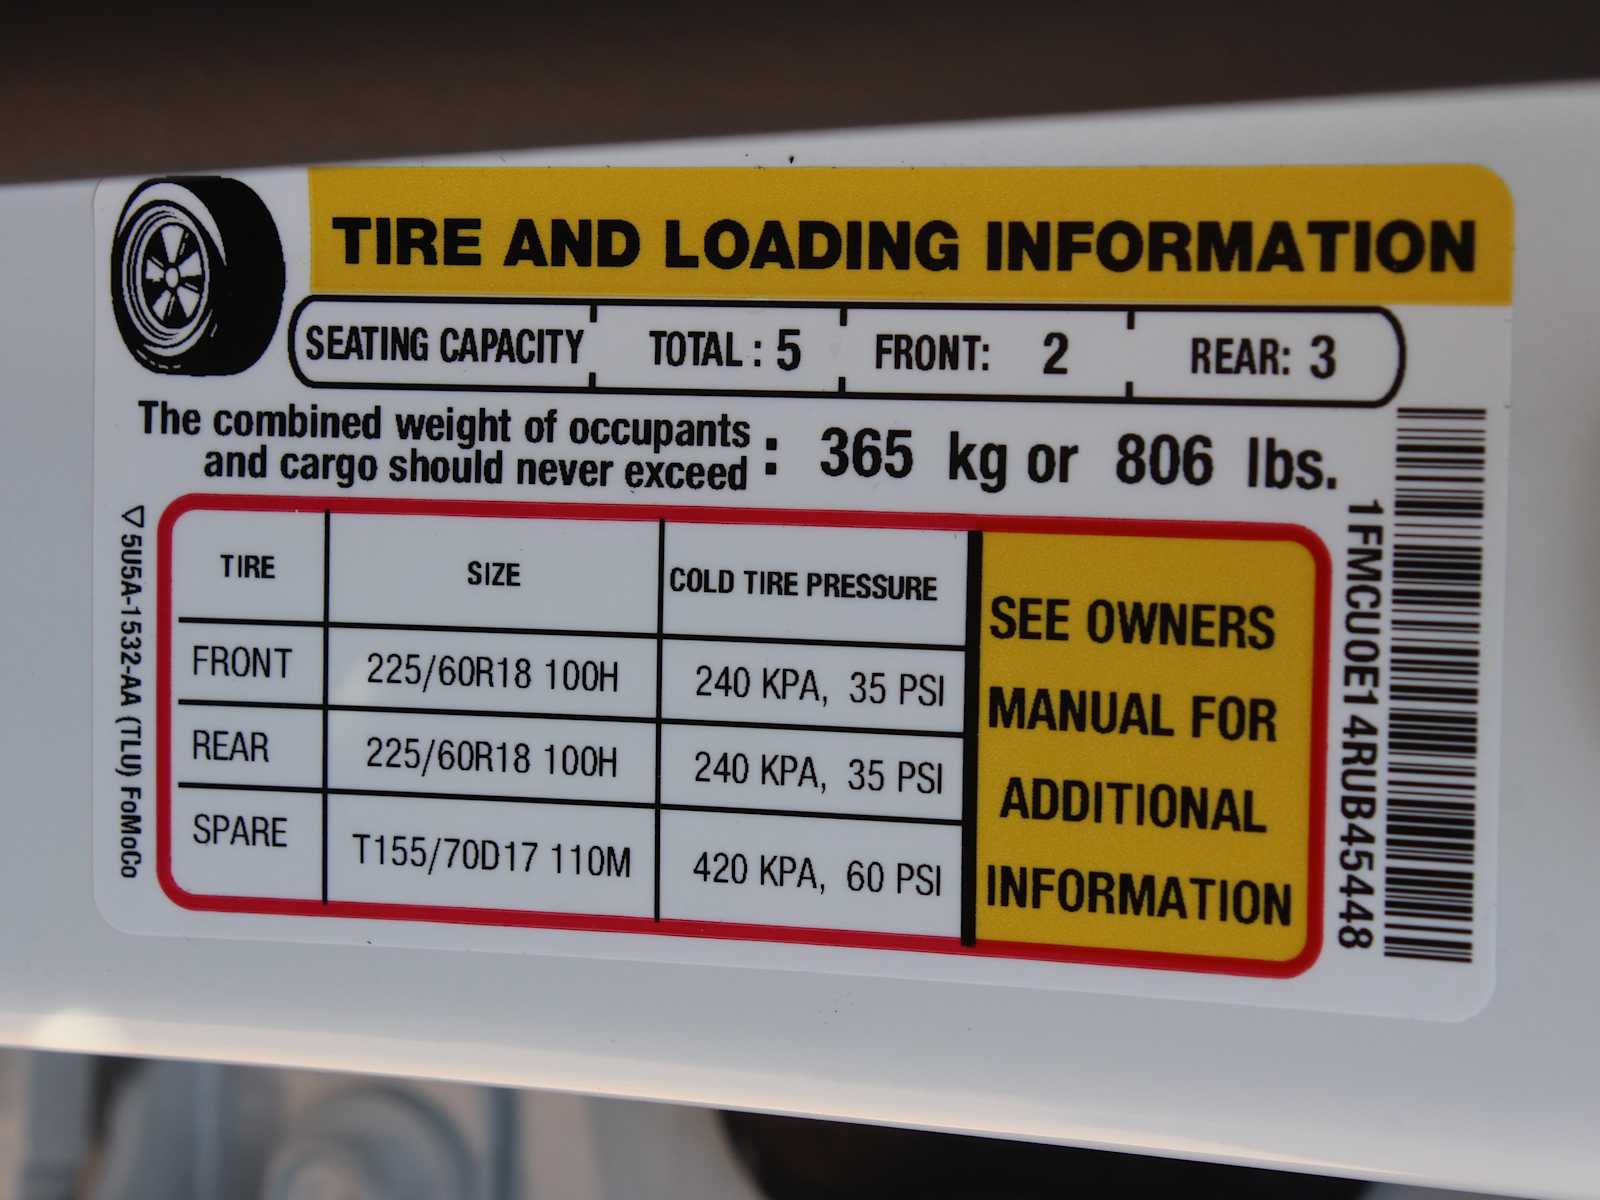 TIRE AND LOADING INFORMATION
SEATING CAPACITY TOTAL : 5 FRONT: 2 REAR: 3
The combined weight of occupants
and cargo should never exceed : 365 kg or 806 lbs.
TIRE SIZE COLD TIRE PRESSURE
FRONT 225/60R18 100H 240 KPA, 35 PSI
REAR 225/60R18 100H 240 KPA, 35 PSI
SPARE T155/70D17 110M 420 KPA, 60 PSI
SEE OWNERS
MANUAL FOR
ADDITIONAL
INFORMATION
5U5A-1532-AA (TLU) FoMoCo
1FMCU0E14RUB45448